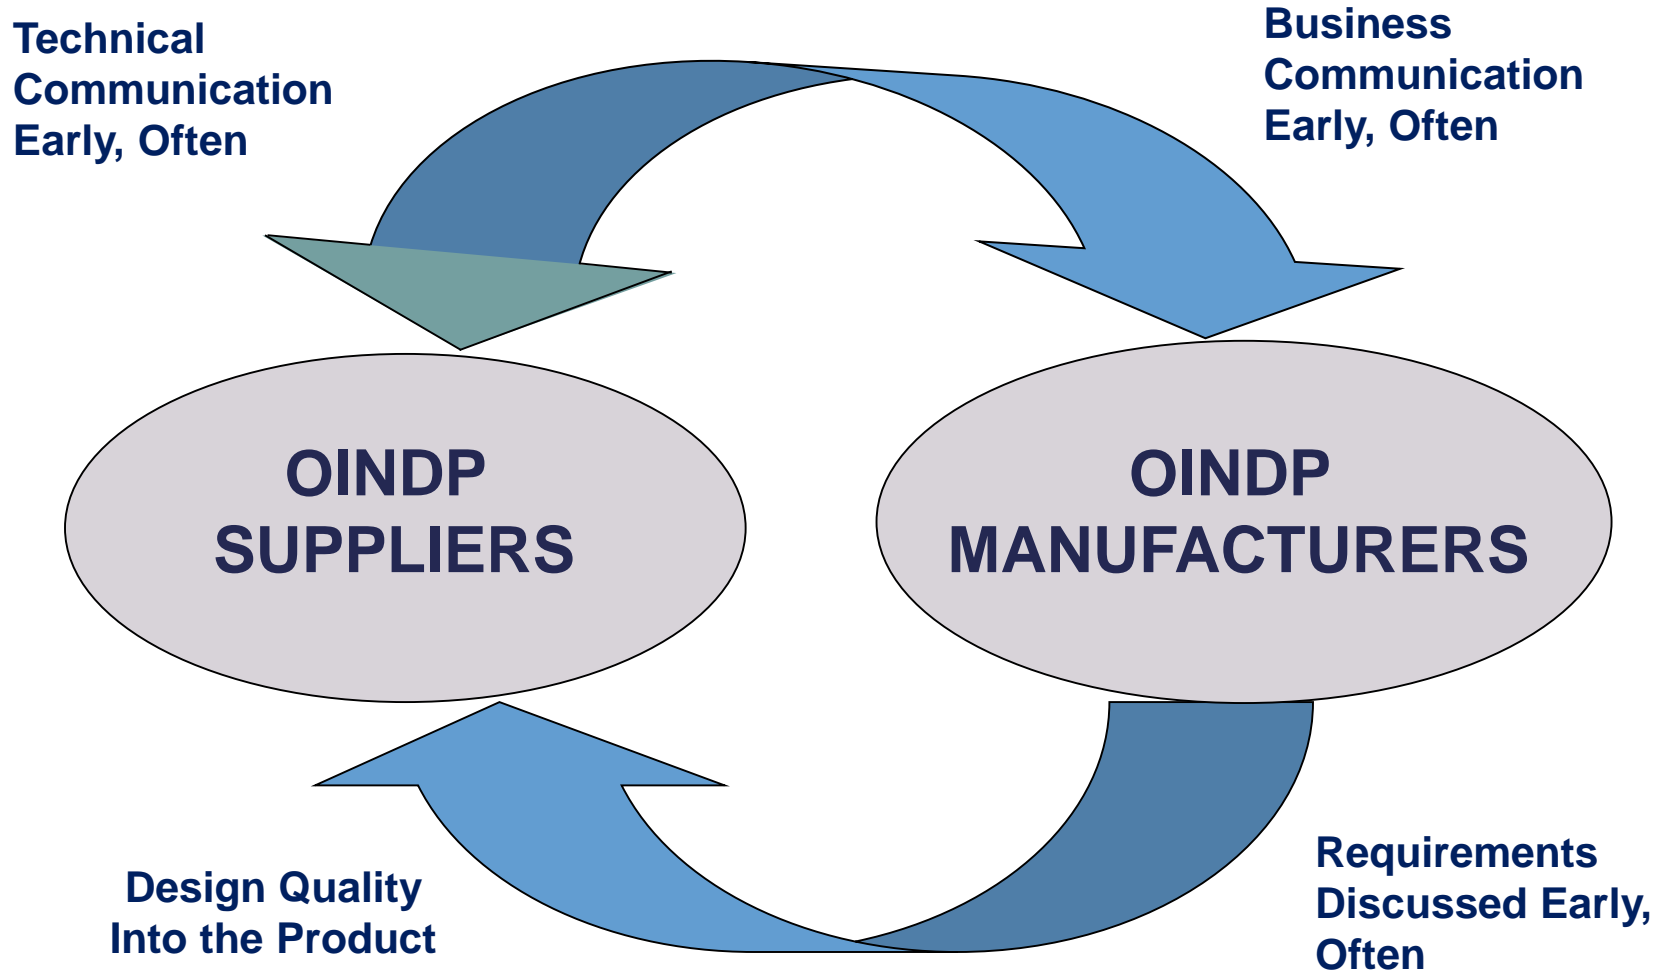 Technical
Communication
Early, Often
Business
Communication
Early, Often
OINDP
SUPPLIERS
OINDP
MANUFACTURERS
Design Quality
Into the Product
Requirements
Discussed Early,
Often